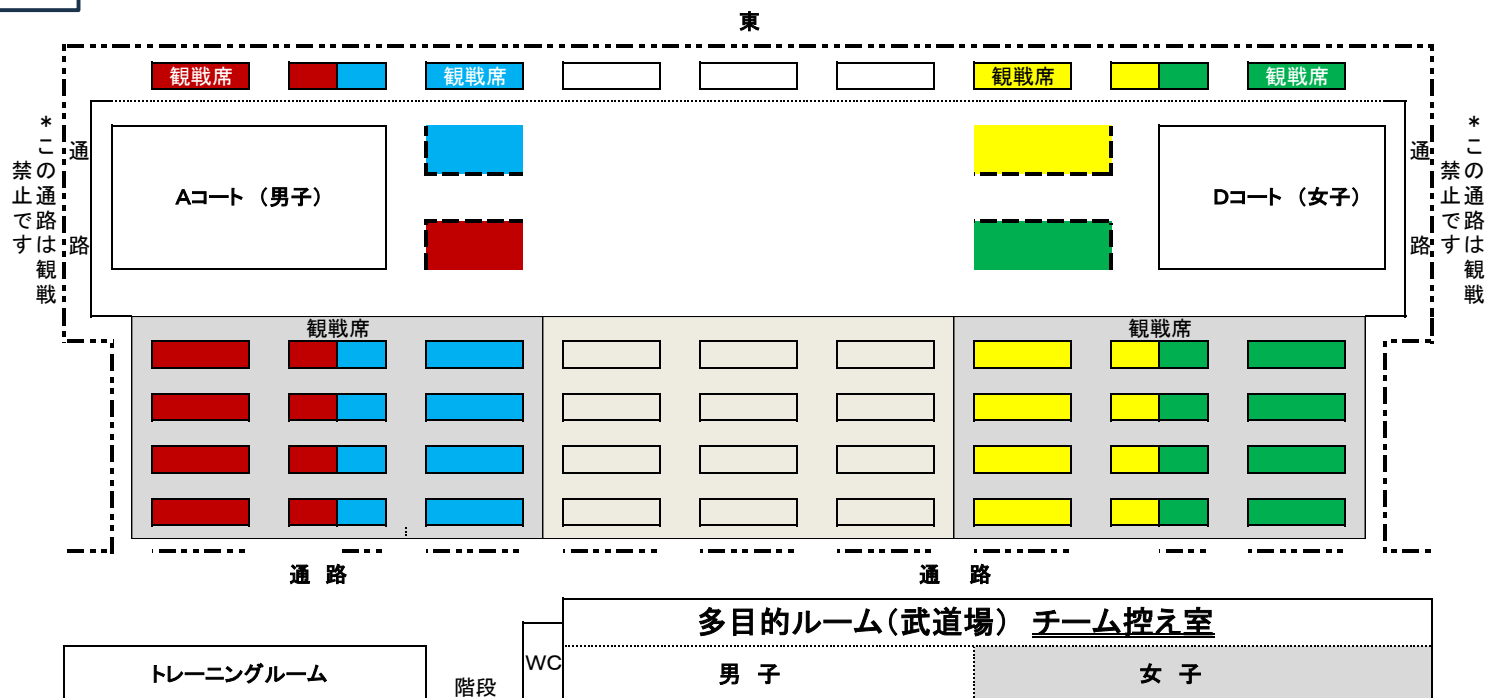 東
観戦席 観戦席 観戦席 観戦席
*この通路は観戦
禁止です
通路
Aコート （男子）
Dコート （女子）
通路
*この通路は観戦
禁止です
観戦席 観戦席
通 路 通 路
多目的ルーム（武道場） チーム控え室
トレーニングルーム
階段
WC
男 子
女 子